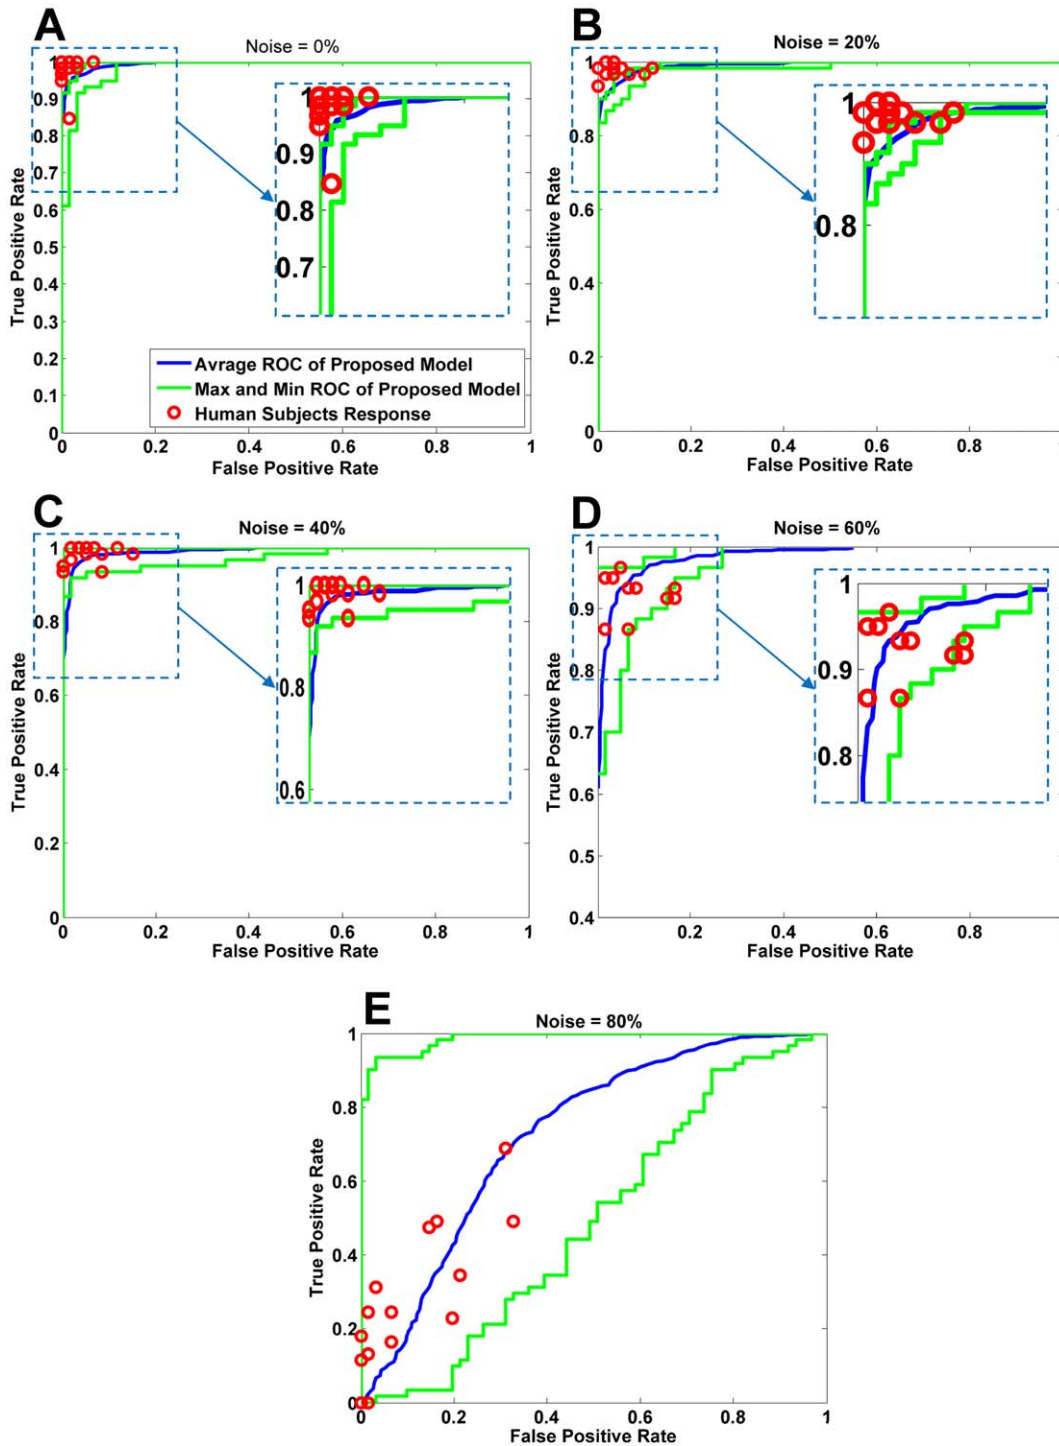 A
Noise = 0%
1
0.9
0.8
0.7
0.6
0.5
0.4
0.3
0.2
0.1
0
True Positive Rate
1
0.9
0.8
0.7
Avrage ROC of Proposed Model
Max and Min ROC of Proposed Model
Human Subjects Response
0 0.2 0.4 0.6 0.8 1
False Positive Rate
B
Noise = 20%
1
0.8
0.6
0.4
0.2
0
True Positive Rate
1
0.8
0 0.2 0.4 0.6 0.8
False Positive Rate
C
Noise = 40%
1
0.8
0.6
0.4
0.2
0
True Positive Rate
1
0.8
0.6
0 0.2 0.4 0.6 0.8 1
False Positive Rate
D
Noise = 60%
1
0.9
0.8
0.7
0.6
0.5
0.4
True Positive Rate
1
0.9
0.8
0.2 0.4 0.6 0.8
False Positive Rate
E
Noise = 80%
1
0.8
0.6
0.4
0.2
0
True Positive Rate
0 0.2 0.4 0.6 0.8 1
False Positive Rate